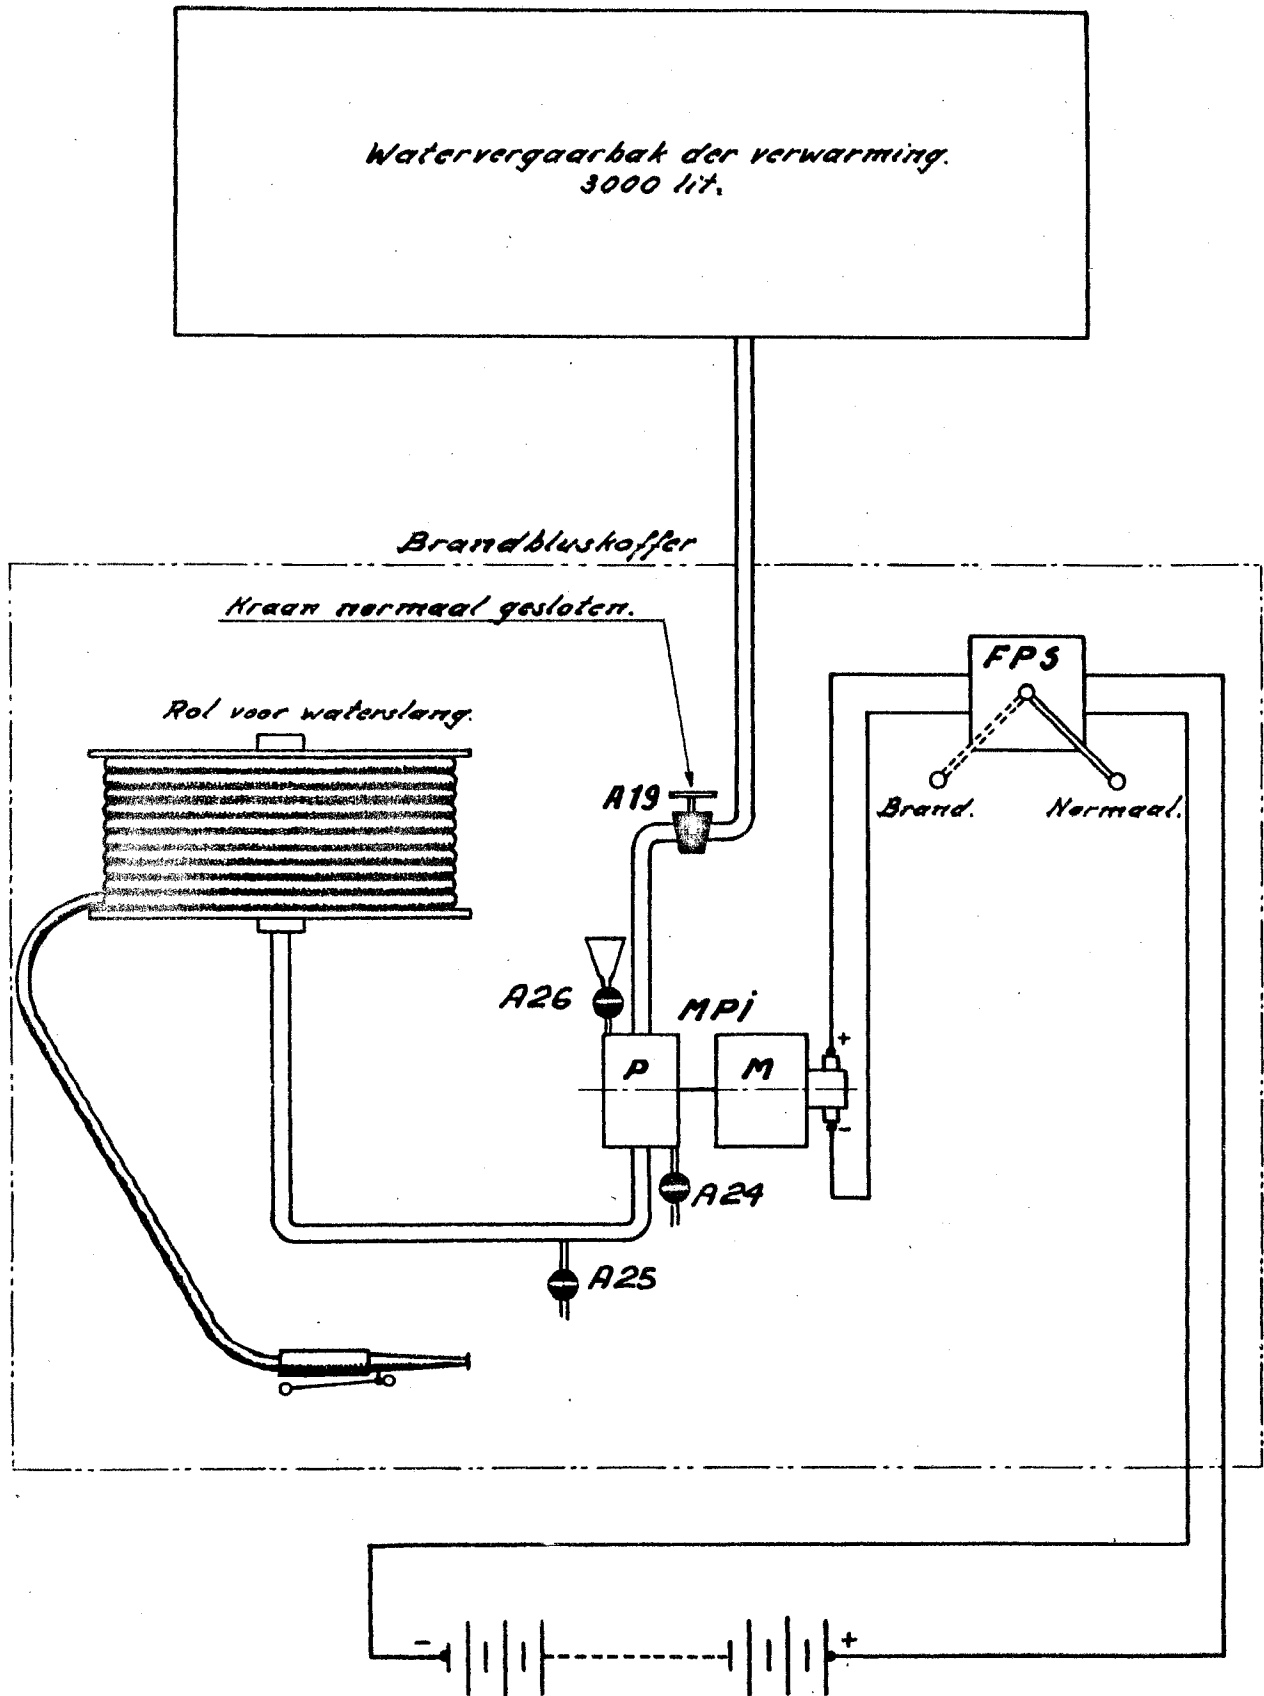 Watervergaarbak der verwarming.
3000 lit.
Brandbluskoffer
Kraan normaal gesloten.
FPS
Rol voor waterslang.
A19
Brand.
Normaal.
A26
MPi
P
M
+
-
A24
A25
-
+